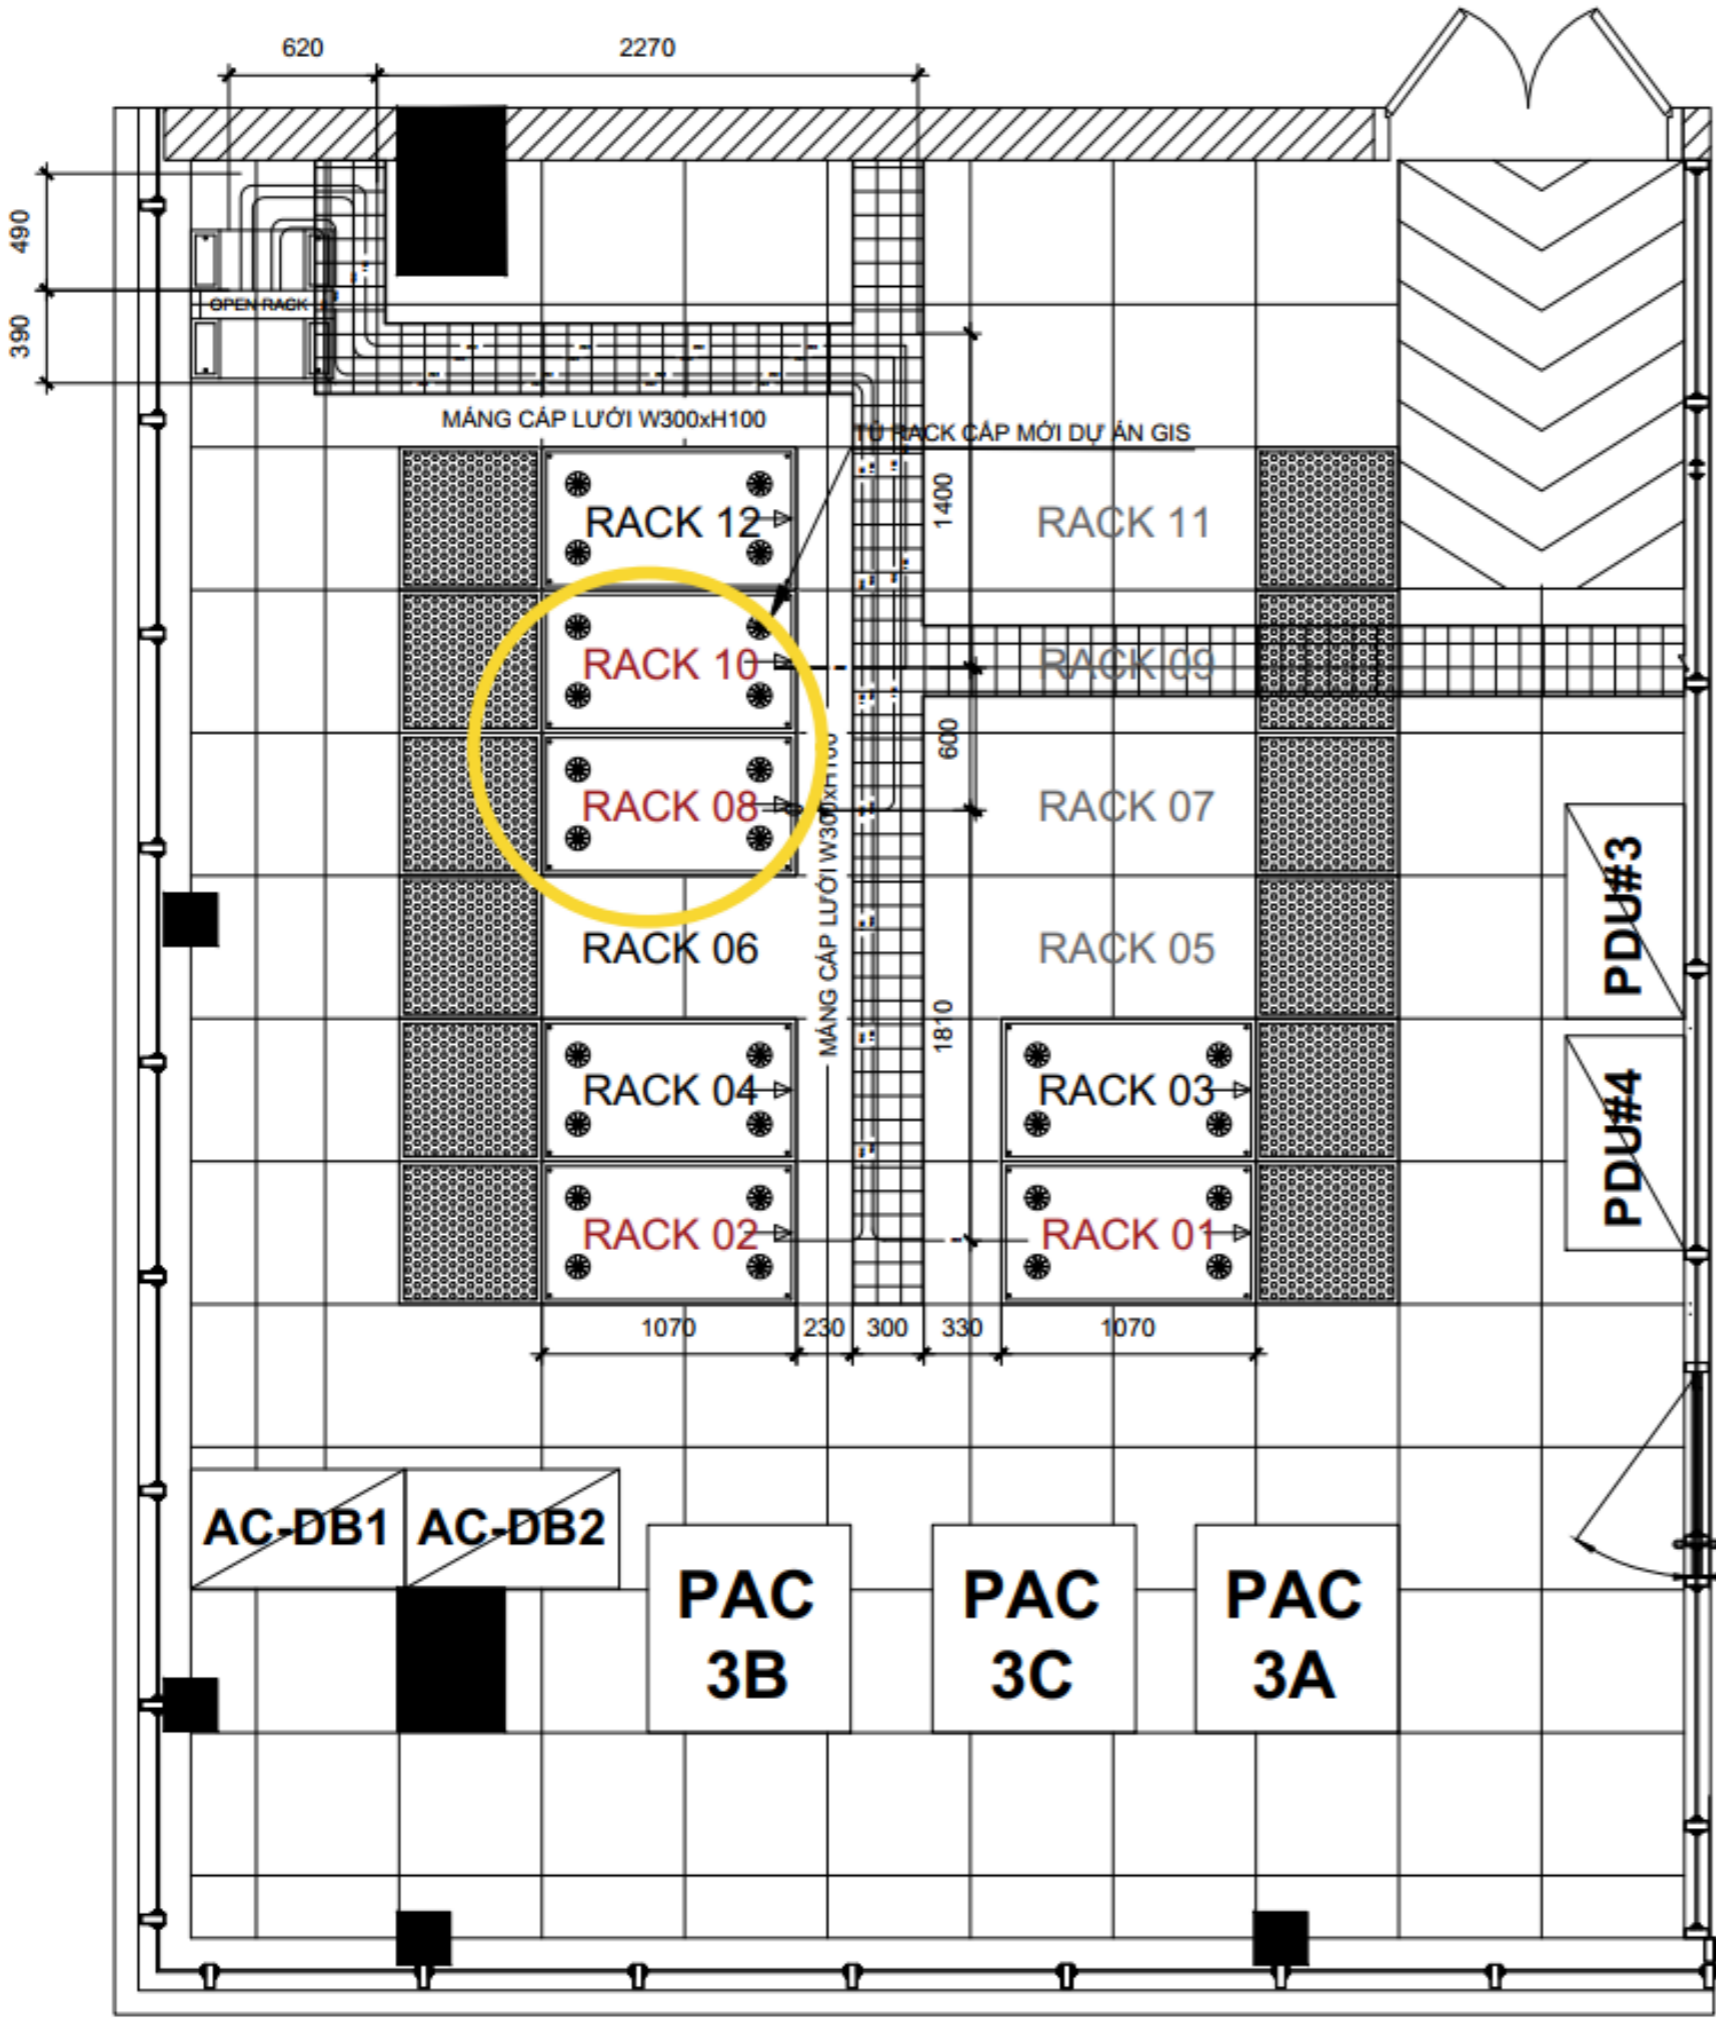 620
2270
490
OPEN RACK
390
MÁNG CÁP LƯỚI W300xH100
TỦ RACK CẤP MỚI DỰ ÁN GIS
1400
RACK 12
RACK 11
RACK 10
RACK 09
600
RACK 08
RACK 07
MÁNG CÁP LƯỚI W300xH100
PDU#3
RACK 06
RACK 05
1810
RACK 04
RACK 03
PDU#4
RACK 02
RACK 01
1070
230
300
330
1070
AC-DB1
AC-DB2
PAC
3B
PAC
3C
PAC
3A